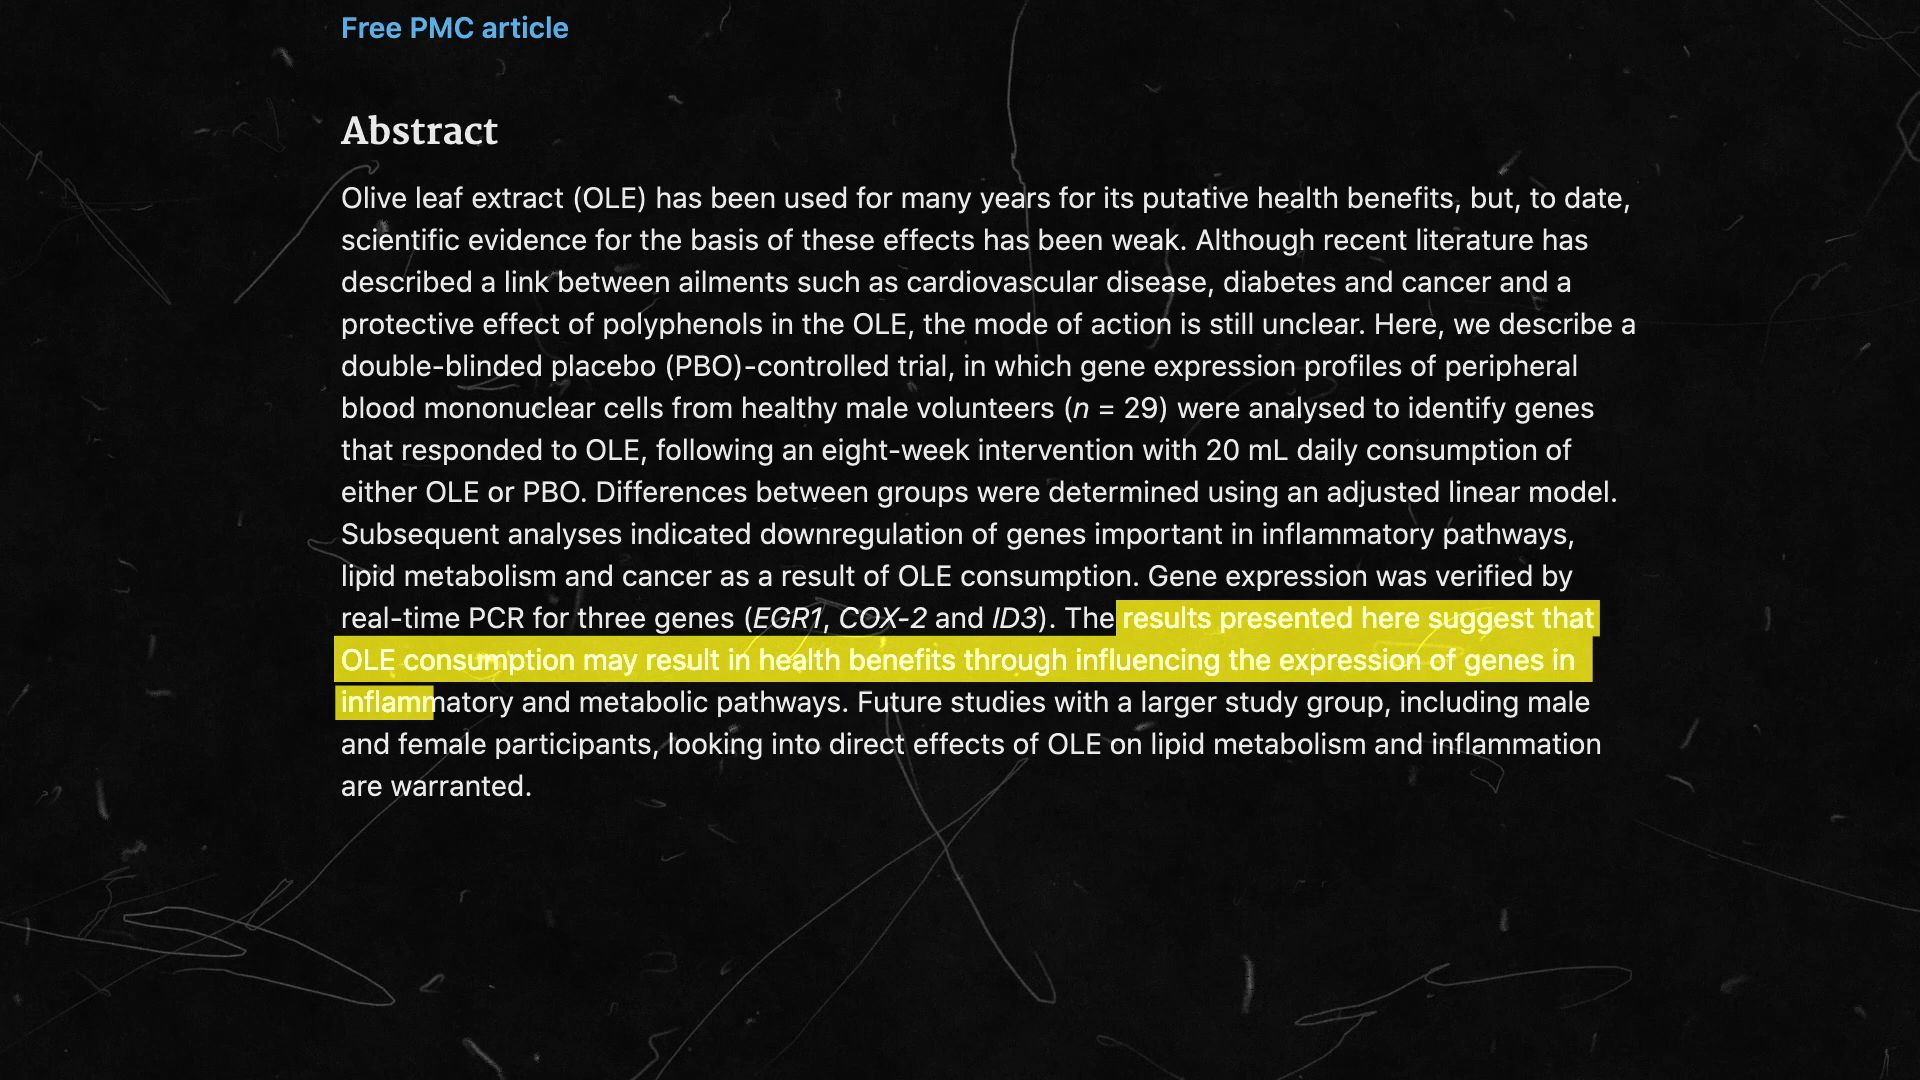 Free PMC article
Abstract
Olive leaf extract (OLE) has been used for many years for its putative health benefits, but, to date,
scientific evidence for the basis of these effects has been weak. Although recent literature has
described a link between ailments such as cardiovascular disease, diabetes and cancer and a
protective effect of polyphenols in the OLE, the mode of action is still unclear. Here, we describe a
double-blinded placebo (PBO)-controlled trial, in which gene expression profiles of peripheral
blood mononuclear cells from healthy male volunteers (n = 29) were analysed to identify genes
that responded to OLE, following an eight-week intervention with 20 mL daily consumption of
either OLE or PBO. Differences between groups were determined using an adjusted linear model.
Subsequent analyses indicated downregulation of genes important in inflammatory pathways,
lipid metabolism and cancer as a result of OLE consumption. Gene expression was verified by
real-time PCR for three genes (EGR1, COX-2 and ID3). The results presented here suggest that
OLE consumption may result in health benefits through influencing the expression of genes in
inflammatory and metabolic pathways. Future studies with a larger study group, including male
and female participants, looking into direct effects of OLE on lipid metabolism and inflammation
are warranted.